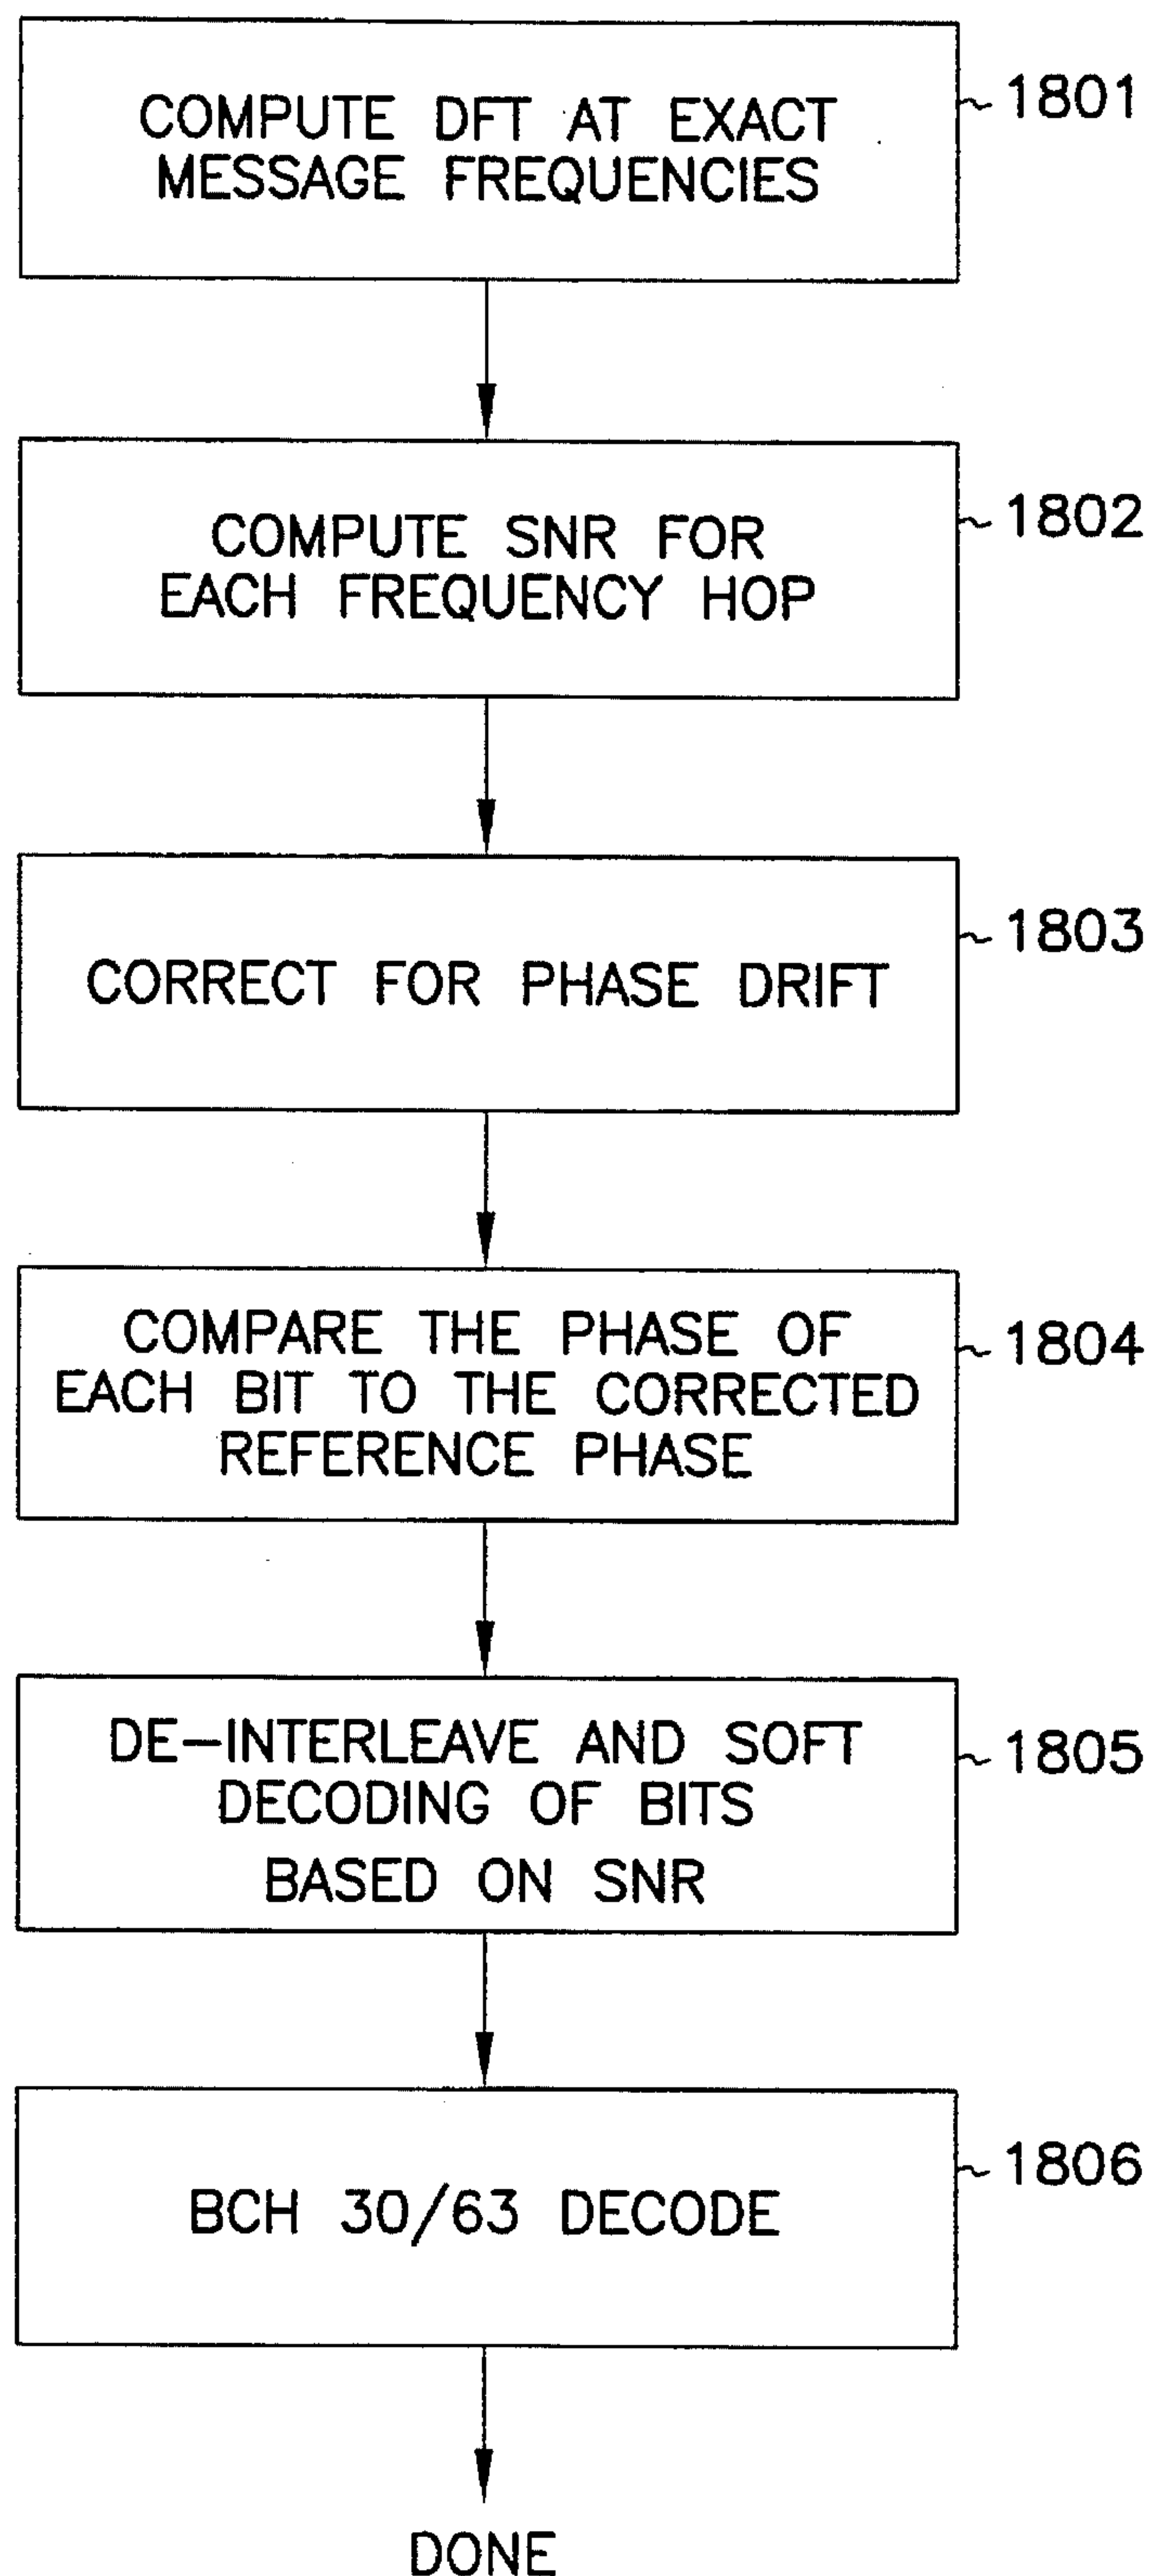 COMPUTE DFT AT EXACT
MESSAGE FREQUENCIES
1801
COMPUTE SNR FOR
EACH FREQUENCY HOP
1802
CORRECT FOR PHASE DRIFT
1803
COMPARE THE PHASE OF
EACH BIT TO THE CORRECTED
REFERENCE PHASE
1804
DE-INTERLEAVE AND SOFT
DECODING OF BITS
BASED ON SNR
1805
BCH 30/63 DECODE
1806
DONE